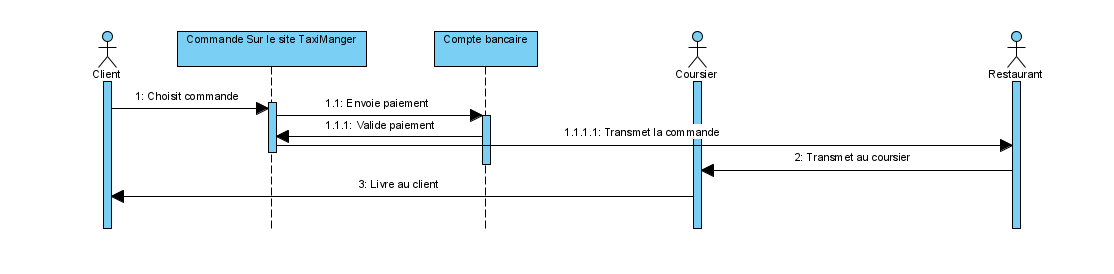 Commande Sur le site TaxiManger
Compte bancaire
Client
Coursier
Restaurant
1: Choisit commande
1.1: Envoie paiement
1.1.1: Valide paiement
1.1.1.1: Transmet la commande
2: Transmet au coursier
3: Livre au client